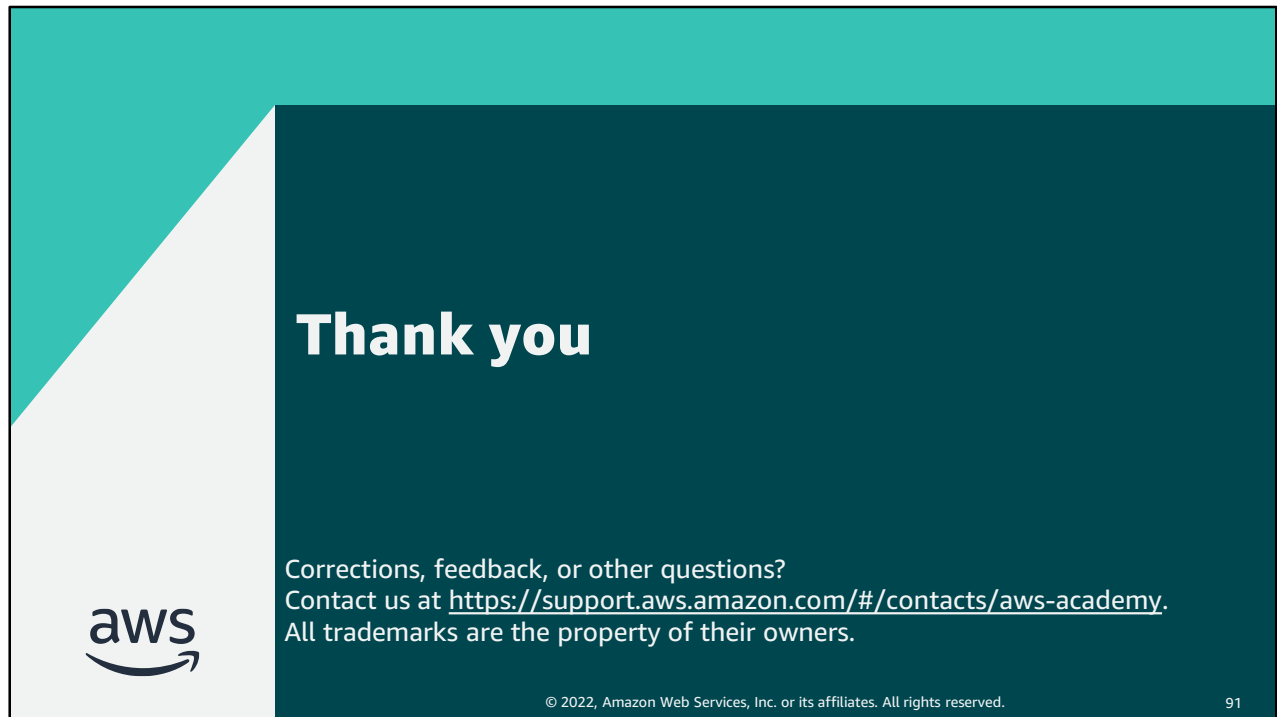 Thank you
Corrections, feedback, or other questions?
Contact us at https://support.aws.amazon.com/#/contacts/aws-academy.
All trademarks are the property of their owners.
aws
© 2022, Amazon Web Services, Inc. or its affiliates. All rights reserved.
91